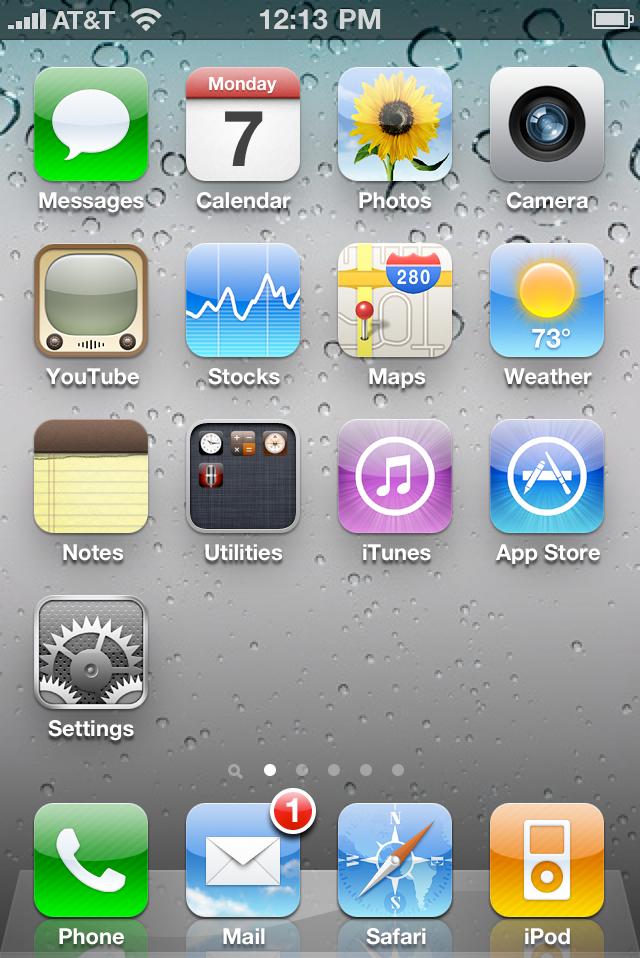 AT&T 12:13 PM
Monday
7
Messages Calendar Photos Camera
280
73°
YouTube Stocks Maps Weather
Notes Utilities iTunes App Store
Settings
1
N
S
Phone Mail Safari iPod